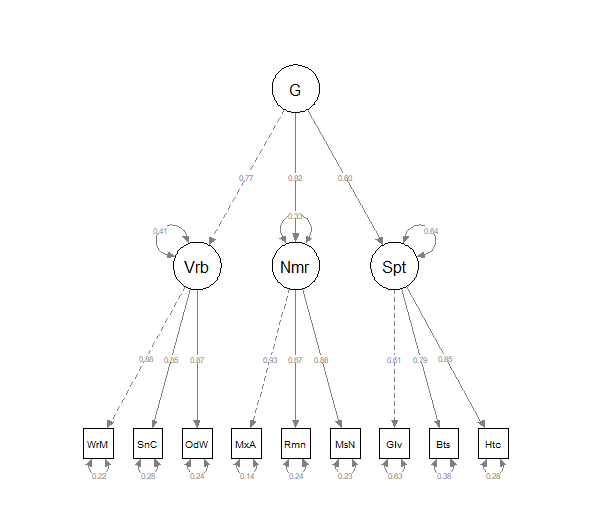 G
0.77 0.82 0.60
0.33
0.41 0.64
Vrb Nmr Spt
0.88 0.85 0.87 0.93 0.87 0.88 0.61 0.79 0.85
WrM SnC OdW MxA Rmn MsN Glv Bts Htc
0.22 0.28 0.24 0.14 0.24 0.23 0.63 0.38 0.28